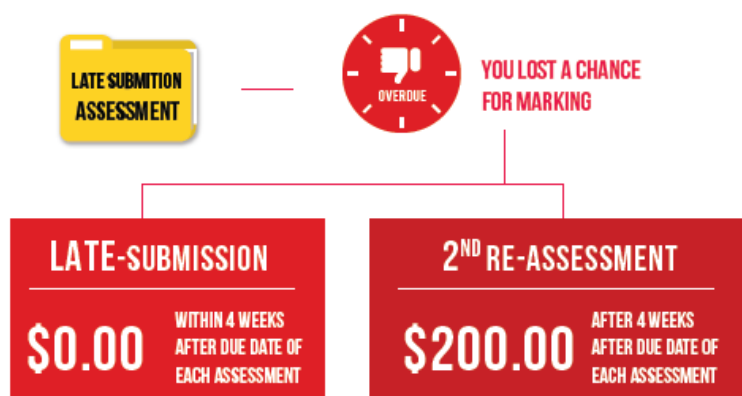 LATE SUBMITION
ASSESSMENT
OVERDUE
YOU LOST A CHANCE
FOR MARKING
LATE-SUBMISSION
$0.00
WITHIN 4 WEEKS
AFTER DUE DATE OF
EACH ASSESSMENT
2ND RE-ASSESSMENT
$200.00
AFTER 4 WEEKS
AFTER DUE DATE OF
EACH ASSESSMENT